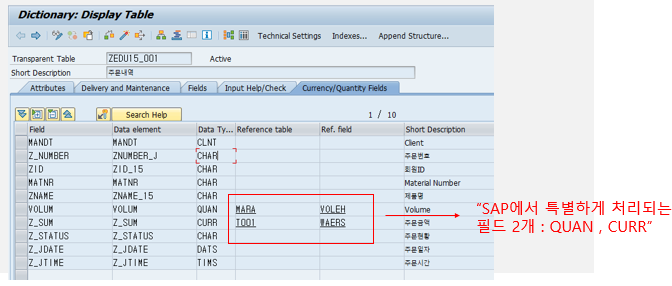 Dictionary: Display Table
Technical Settings Indexes... Append Structure...
Transparent Table ZEDU15_001 Active
Short Description 주문내역
Attributes Delivery and Maintenance Fields Input Help/Check Currency/Quantity Fields
Search Help 1 / 10
Field Data element Data Ty... Reference table Ref. field Short Description
MANDT MANDT CLNT Client
Z_NUMBER ZNUMBER_J CHAR 주문번호
ZID ZID_15 CHAR 회원ID
MATNR MATNR CHAR Material Number
ZNAME ZNAME_15 CHAR 제품명
VOLUM VOLUM QUAN MARA VOLEH Volume
Z_SUM Z_SUM CURR T001 WAERS 주문금액
Z_STATUS Z_STATUS CHAR 주문현황
Z_JDATE Z_JDATE DATS 주문일자
Z_JTIME Z_JTIME TIMS 주문시간
“SAP에서 특별하게 처리되는
필드 2개 : QUAN , CURR”